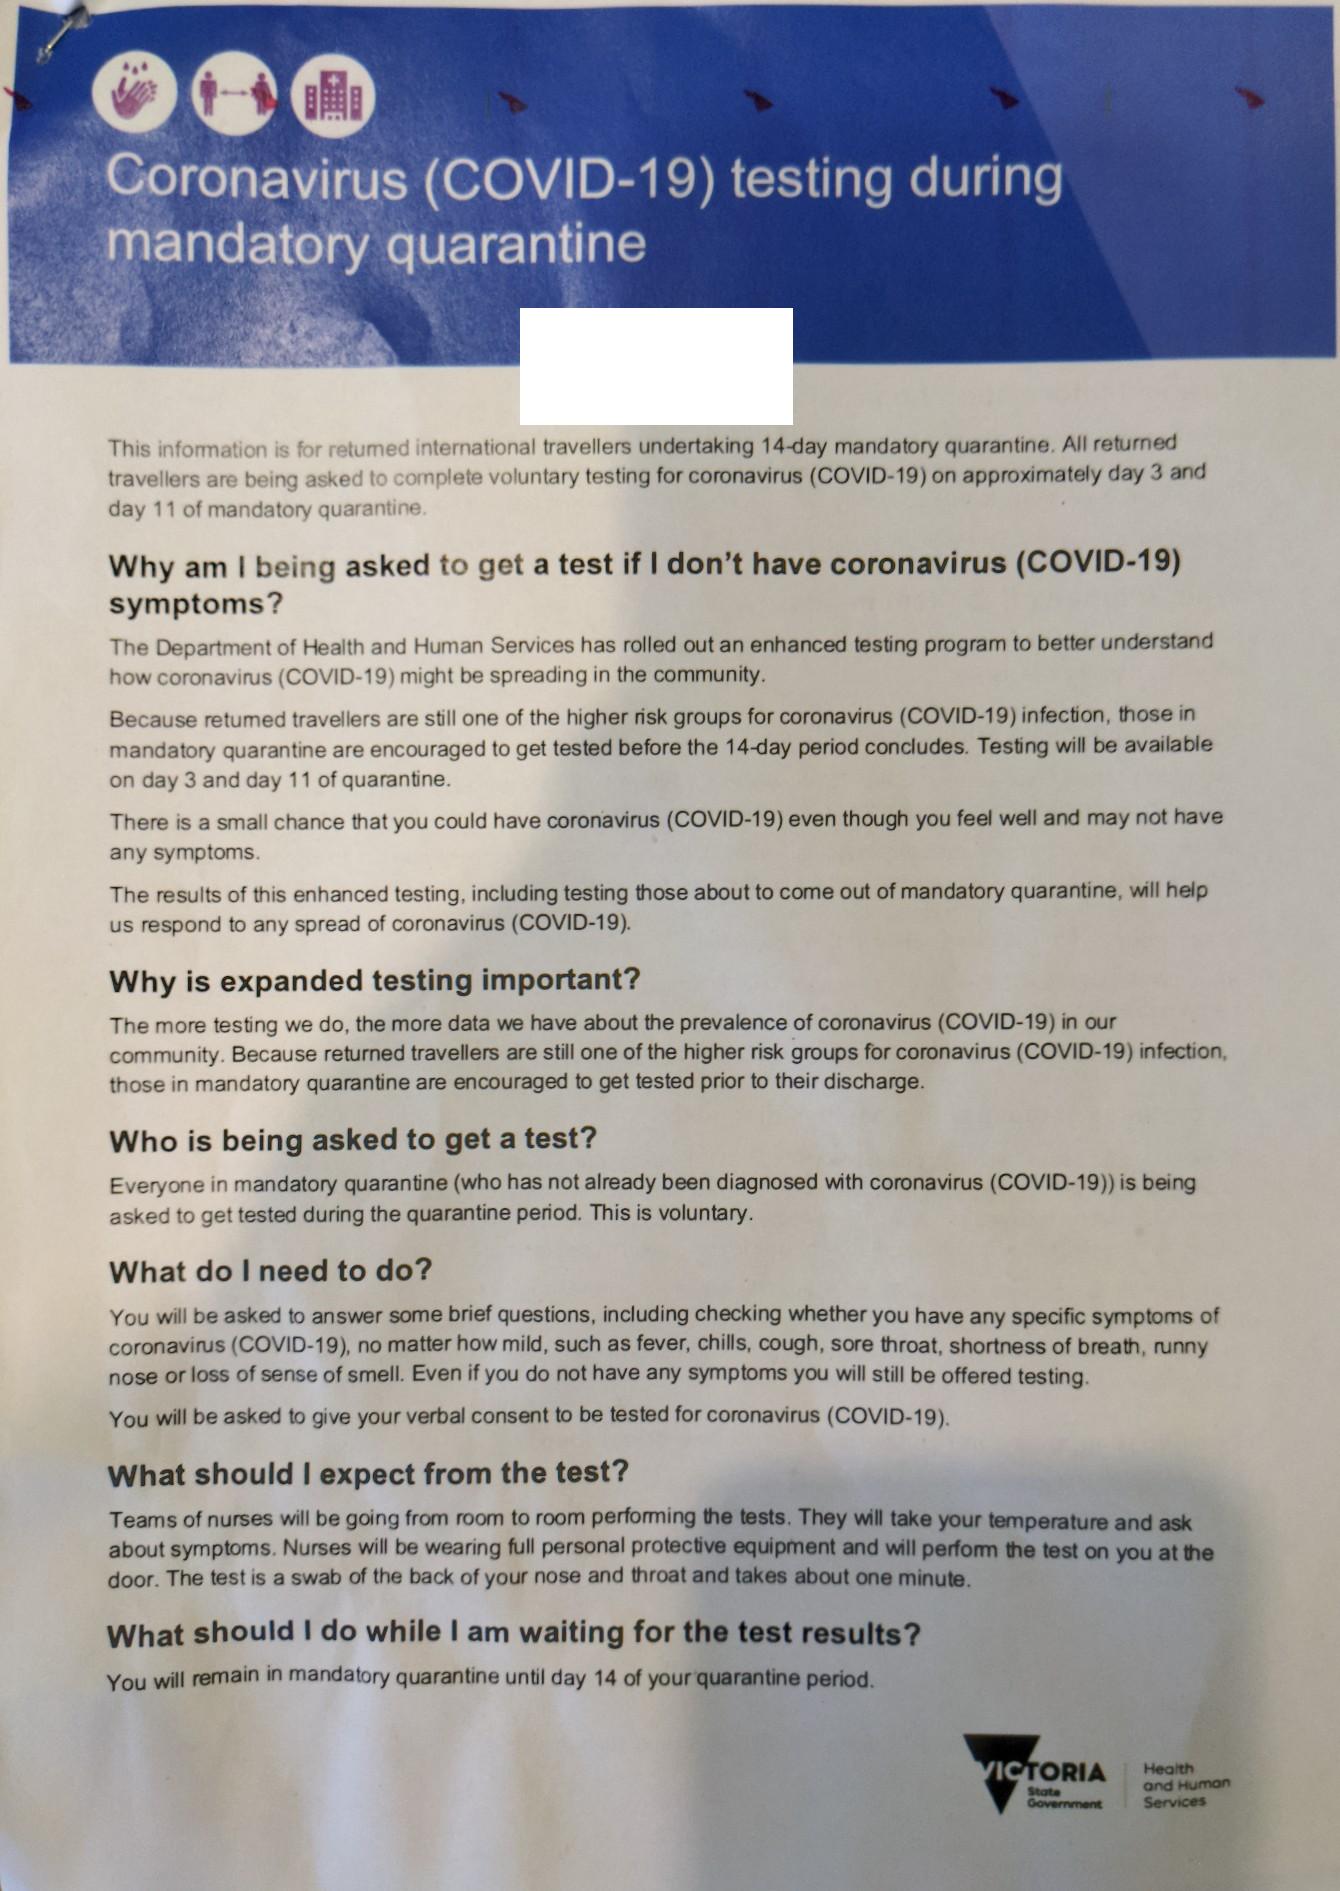 Coronavirus (COVID-19) testing during
mandatory quarantine
This information is for returned international travellers undertaking 14-day mandatory quarantine. All returned
travellers are being asked to complete voluntary testing for coronavirus (COVID-19) on approximately day 3 and
day 11 of mandatory quarantine.
Why am I being asked to get a test if I don't have coronavirus (COVID-19)
symptoms?
The Department of Health and Human Services has rolled out an enhanced testing program to better understand
how coronavirus (COVID-19) might be spreading in the community.
Because returned travellers are still one of the higher risk groups for coronavirus (COVID-19) infection, those in
mandatory quarantine are encouraged to get tested before the 14-day period concludes. Testing will be available
on day 3 and day 11 of quarantine.
There is a small chance that you could have coronavirus (COVID-19) even though you feel well and may not have
any symptoms.
The results of this enhanced testing, including testing those about to come out of mandatory quarantine, will help
us respond to any spread of coronavirus (COVID-19).
Why is expanded testing important?
The more testing we do, the more data we have about the prevalence of coronavirus (COVID-19) in our
community. Because returned travellers are still one of the higher risk groups for coronavirus (COVID-19) infection,
those in mandatory quarantine are encouraged to get tested prior to their discharge.
Who is being asked to get a test?
Everyone in mandatory quarantine (who has not already been diagnosed with coronavirus (COVID-19)) is being
asked to get tested during the quarantine period. This is voluntary.
What do I need to do?
You will be asked to answer some brief questions, including checking whether you have any specific symptoms of
coronavirus (COVID-19), no matter how mild, such as fever, chills, cough, sore throat, shortness of breath, runny
nose or loss of sense of smell. Even if you do not have any symptoms you will still be offered testing.
You will be asked to give your verbal consent to be tested for coronavirus (COVID-19).
What should I expect from the test?
Teams of nurses will be going from room to room performing the tests. They will take your temperature and ask
about symptoms. Nurses will be wearing full personal protective equipment and will perform the test on you at the
door. The test is a swab of the back of your nose and throat and takes about one minute.
What should I do while I am waiting for the test results?
You will remain in mandatory quarantine until day 14 of your quarantine period.
VICTORIA
State
Government
Health
and Human
Services